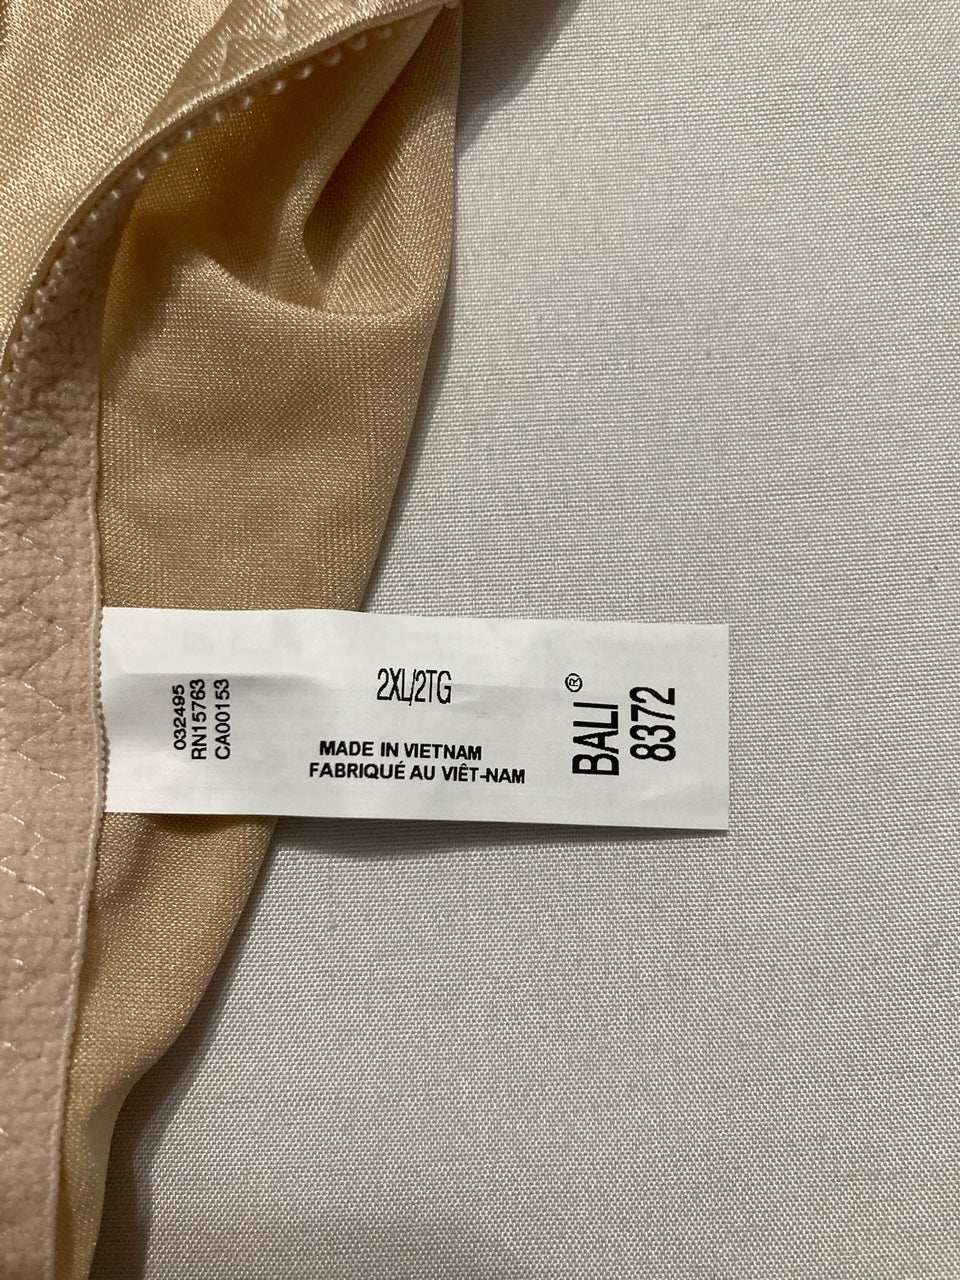 032495
RN15763
CA00153
2XL/2TG
MADE IN VIETNAM
FABRIQUÉ AU VIÊT-NAM
BALI®
8372